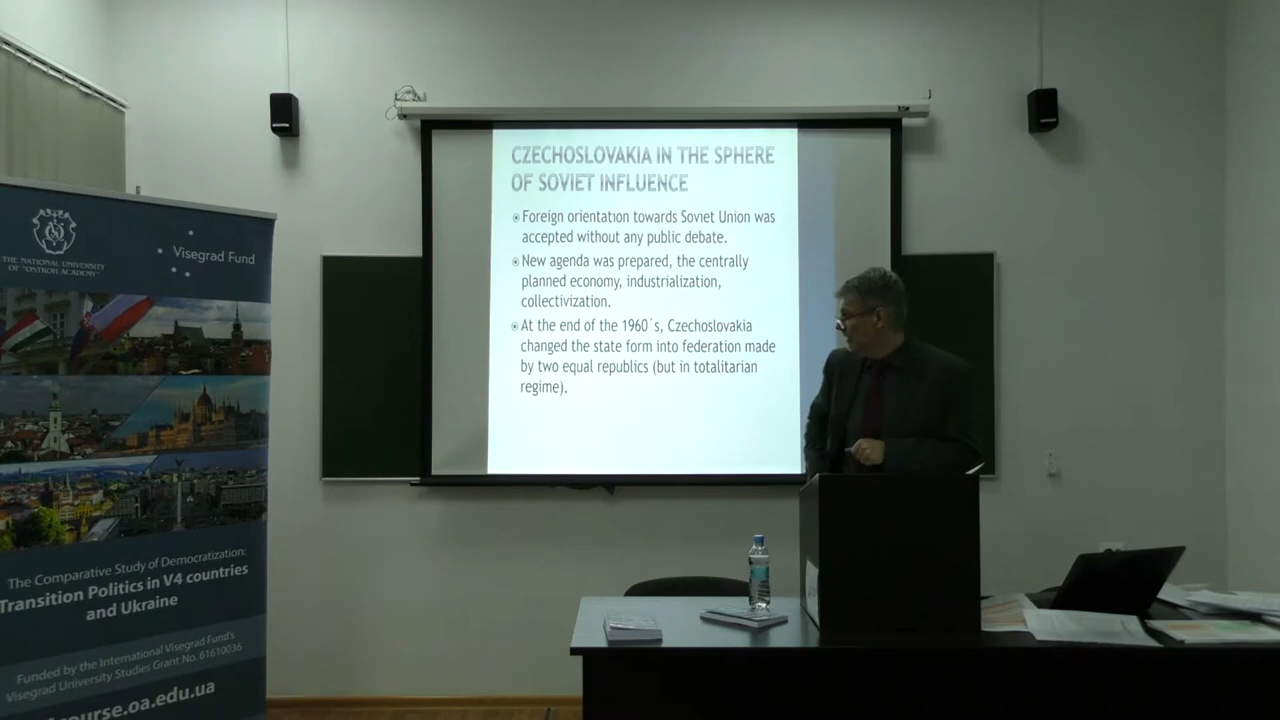 THE NATIONAL UNIVERSITY
OF "OSTROH ACADEMY"
Visegrad Fund
The Comparative Study of Democratization:
Transition Politics in V4 countries
and Ukraine
Funded by the International Visegrad Fund's
Visegrad University Studies Grant No. 61610036
course.oa.edu.ua
CZECHOSLOVAKIA IN THE SPHERE
OF SOVIET INFLUENCE
Foreign orientation towards Soviet Union was
accepted without any public debate.
New agenda was prepared, the centrally
planned economy, industrialization,
collectivization.
At the end of the 1960´s, Czechoslovakia
changed the state form into federation made
by two equal republics (but in totalitarian
regime).